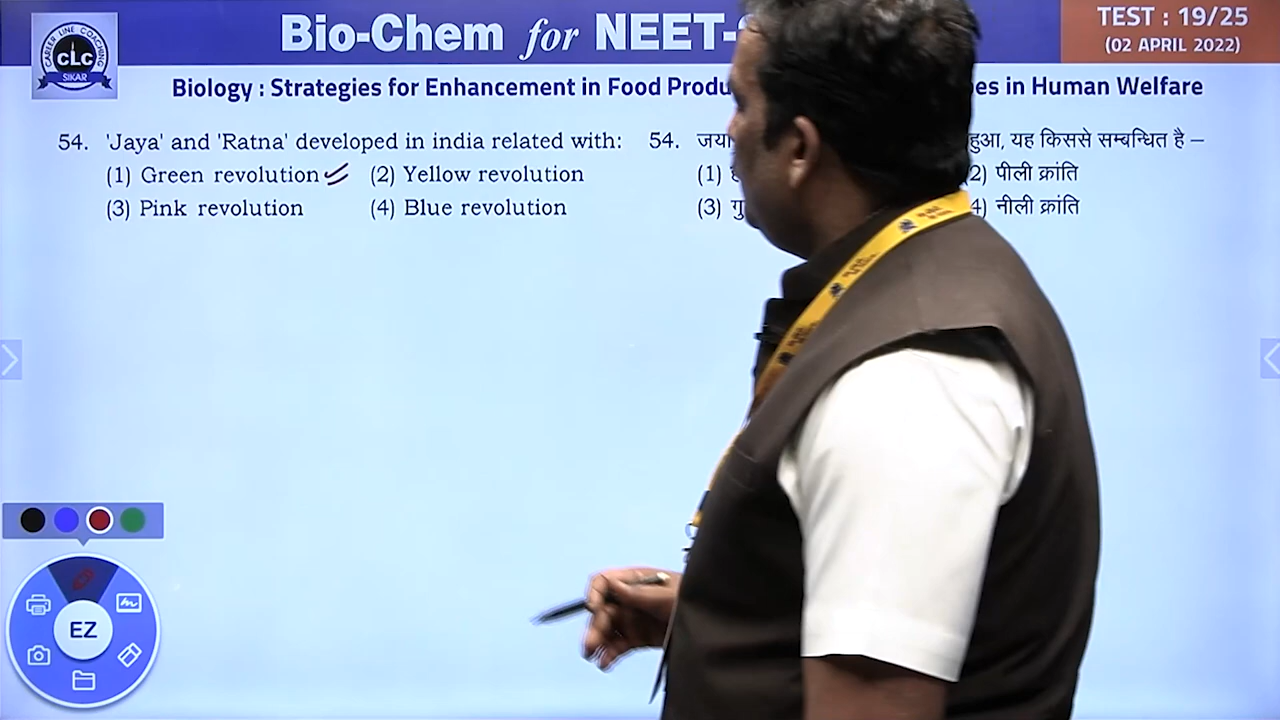 CAREER LINE COACHING
CLC
SIKAR
Bio-Chem for NEET-
TEST : 19/25
(02 APRIL 2022)
Biology : Strategies for Enhancement in Food Produ es in Human Welfare
54. 'Jaya' and 'Ratna' developed in india related with:
(1) Green revolution (2) Yellow revolution
(3) Pink revolution (4) Blue revolution
54. जया हुआ, यह किससे सम्बन्धित है –
(1) 2) पीली क्रांति
(3) गु 4) नीली क्रांति
EZ